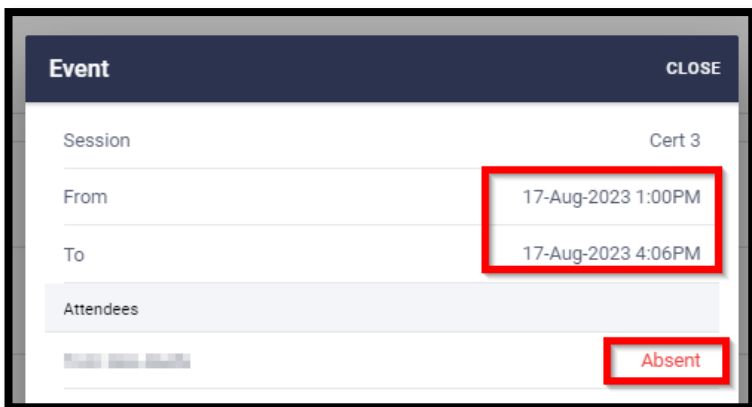 Event CLOSE
Session Cert 3
From 17-Aug-2023 1:00PM
To 17-Aug-2023 4:06PM
Attendees
Absent